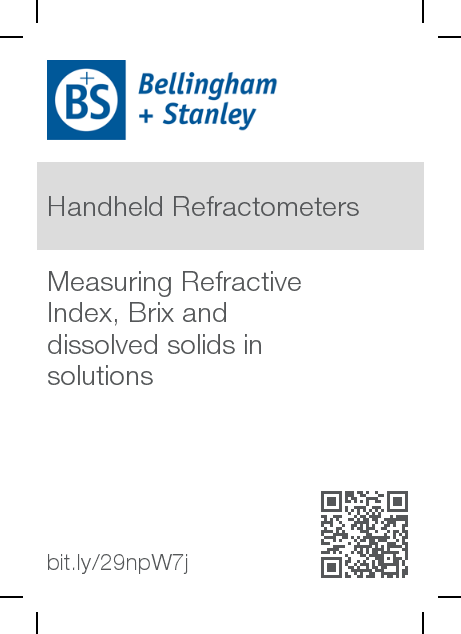 BS
Bellingham
+ Stanley
Handheld Refractometers
Measuring Refractive
Index, Brix and
dissolved solids in
solutions
bit.ly/29npW7j